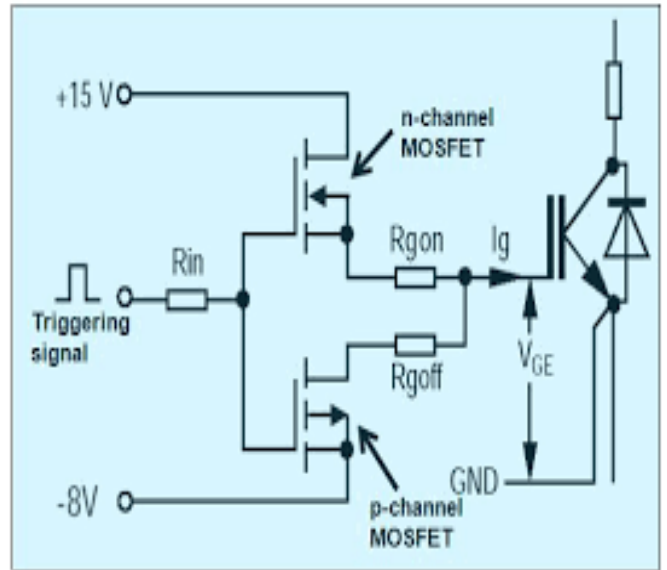 +15 V
n-channel
MOSFET
Rin
Rgon
Ig
Triggering
signal
Rgoff
VGE
GND
-8V
p-channel
MOSFET